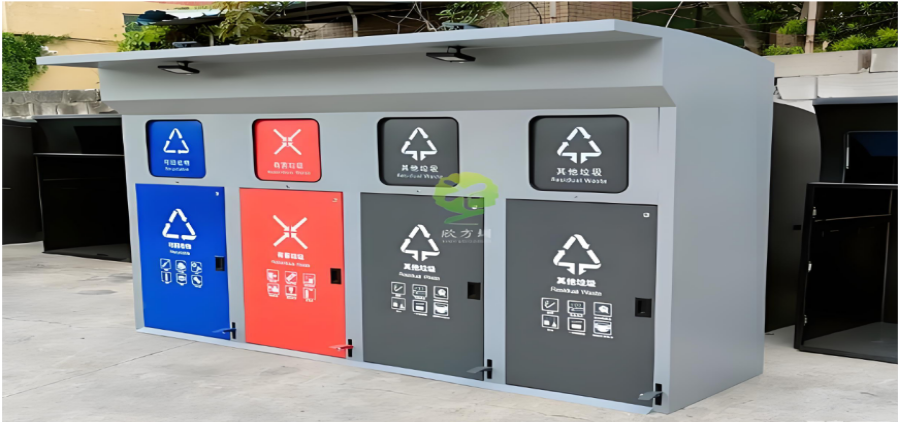 可回收物
Recyclable
有害垃圾
Hazardous Waste
其他垃圾
Residual Waste
其他垃圾
Residual Waste
可回收物
Recyclable
有害垃圾
Hazardous Waste
其他垃圾
Residual Waste
其他垃圾
Residual Waste